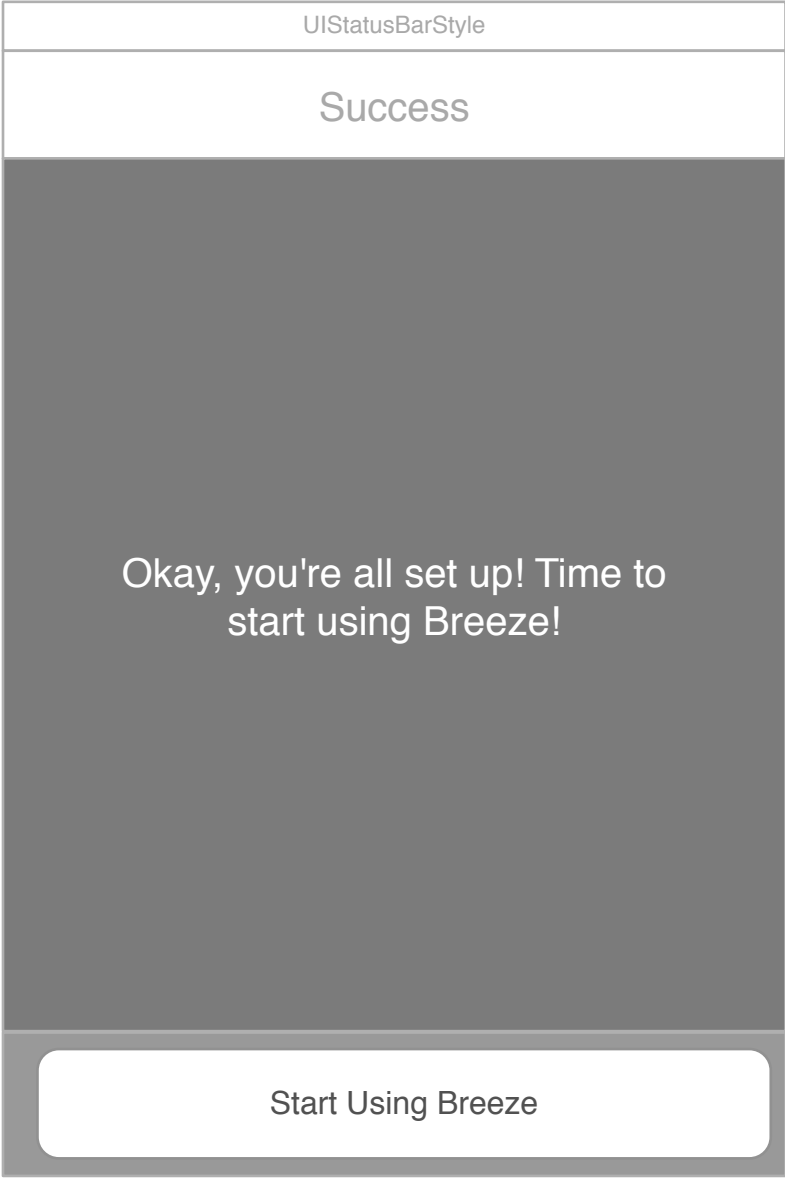 UIStatusBarStyle
Success
Okay, you're all set up! Time to
start using Breeze!
Start Using Breeze